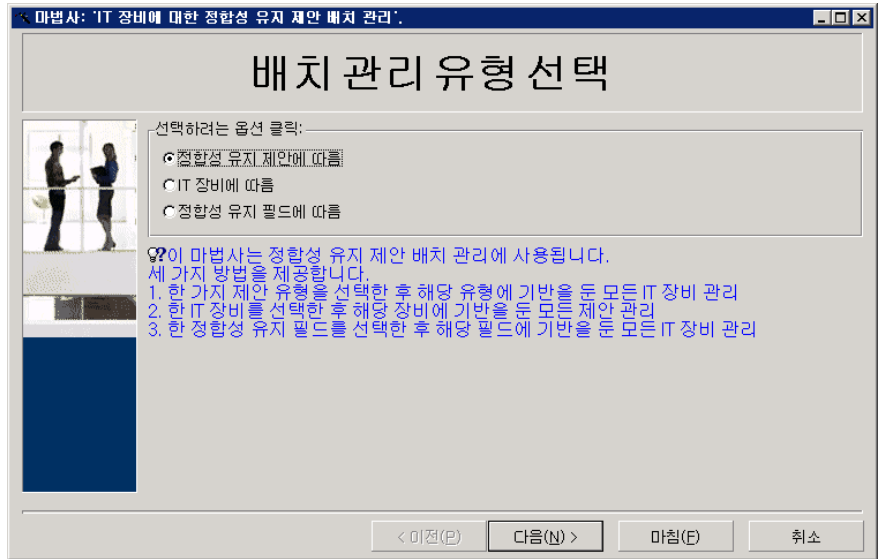 마법사: 'IT 장비에 대한 정합성 유지 제안 배치 관리'.
배치 관리 유형 선택
선택하려는 옵션 클릭:
정합성 유지 제안에 따름
IT 장비에 따름
정합성 유지 필드에 따름
이 마법사는 정합성 유지 제안 배치 관리에 사용됩니다.
세 가지 방법을 제공합니다.
1. 한 가지 제안 유형을 선택한 후 해당 유형에 기반을 둔 모든 IT 장비 관리
2. 한 IT 장비를 선택한 후 해당 장비에 기반을 둔 모든 제안 관리
3. 한 정합성 유지 필드를 선택한 후 해당 필드에 기반을 둔 모든 IT 장비 관리
< 이전(P) 다음(N) > 마침(F) 취소